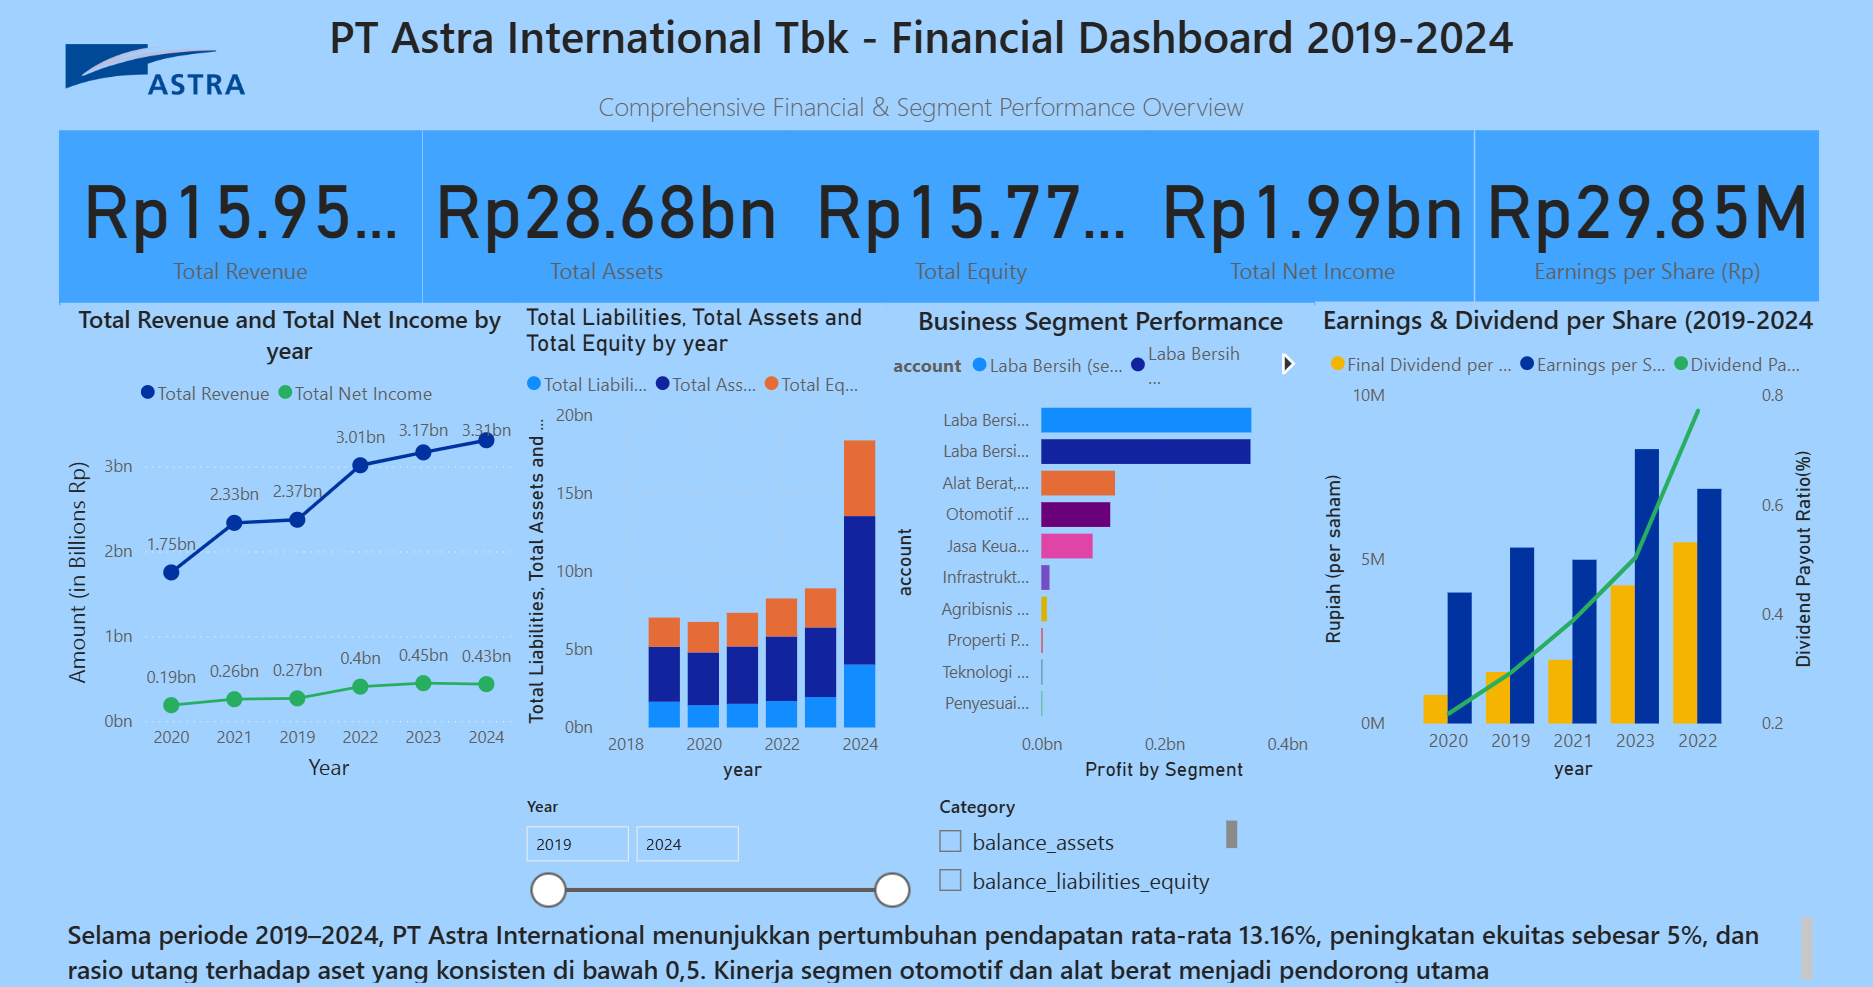 PT Astra International Tbk - Financial Dashboard 2019-2024
ASTRA
Comprehensive Financial & Segment Performance Overview
Rp15.95...
Total Revenue
Rp28.68bn
Total Assets
Rp15.77...
Total Equity
Rp1.99bn
Total Net Income
Rp29.85M
Earnings per Share (Rp)
Total Revenue and Total Net Income by
year
Total Revenue
Total Net Income
Amount (in Billions Rp)
3bn
2bn
1bn
0bn
1.75bn
2.33bn
2.37bn
3.01bn
3.17bn
3.31bn
0.19bn
0.26bn
0.27bn
0.4bn
0.45bn
0.43bn
2020
2021
2019
2022
2023
2024
Year
Total Liabilities, Total Assets and
Total Equity by year
Total Liabili...
Total Ass...
Total Eq...
Total Liabilities, Total Assets and ...
20bn
15bn
10bn
5bn
0bn
2018
2020
2022
2024
year
Business Segment Performance
account
Laba Bersih (se...
Laba Bersih
...
account
Laba Bersi...
Laba Bersi...
Alat Berat,...
Otomotif ...
Jasa Keua...
Infrastrukt...
Agribisnis ...
Properti P...
Teknologi ...
Penyesuai...
0.0bn
0.2bn
0.4bn
Profit by Segment
Earnings & Dividend per Share (2019-2024
Final Dividend per ...
Earnings per S...
Dividend Pa...
Rupiah (per saham)
10M
5M
0M
0.8
0.6
0.4
0.2
Dividend Payout Ratio(%)
2020
2019
2021
2023
2022
year
Year
2019
2024
Category
balance_assets
balance_liabilities_equity
Selama periode 2019–2024, PT Astra International menunjukkan pertumbuhan pendapatan rata-rata 13.16%, peningkatan ekuitas sebesar 5%, dan
rasio utang terhadap aset yang konsisten di bawah 0,5. Kinerja segmen otomotif dan alat berat menjadi pendorong utama